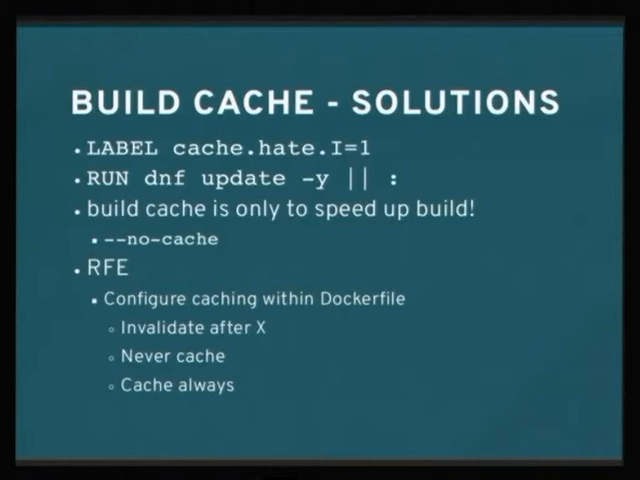 BUILD CACHE - SOLUTIONS
LABEL cache.hate.I=1
RUN dnf update -y || :
build cache is only to speed up build!
--no-cache
RFE
Configure caching within Dockerfile
Invalidate after X
Never cache
Cache always